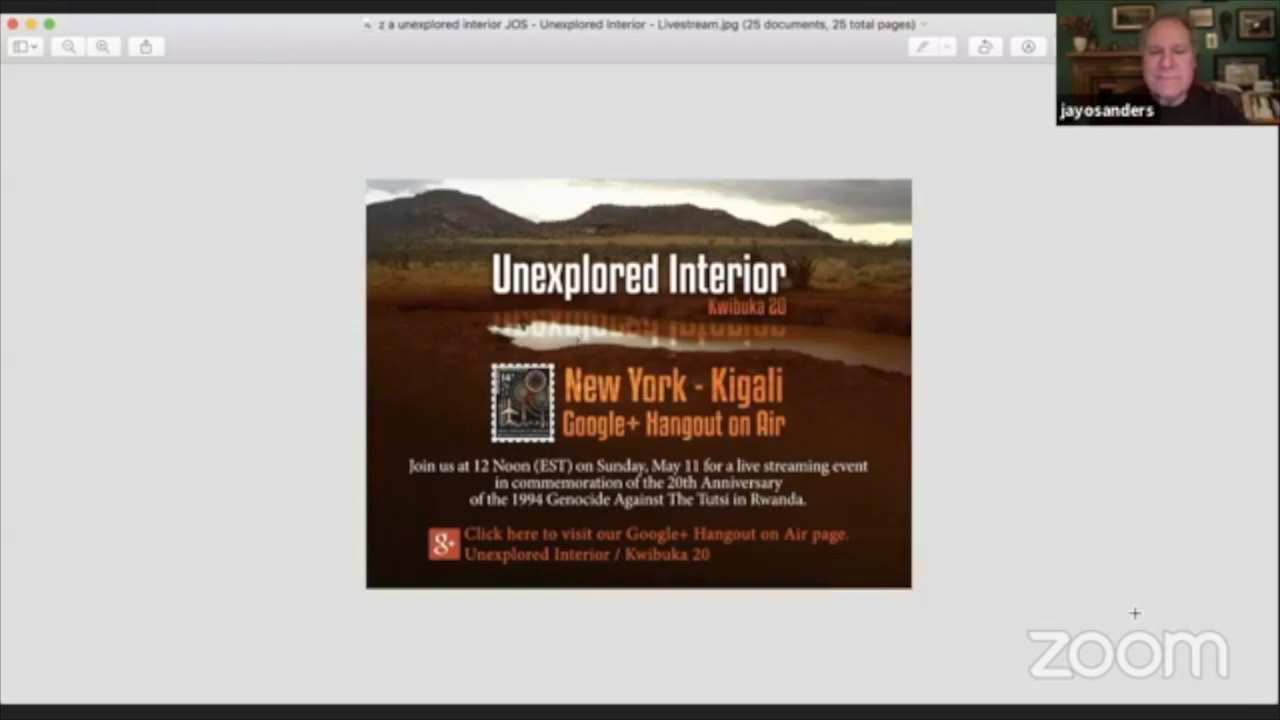 z a unexplored interior JOS - Unexplored Interior - Livestream.jpg (25 documents, 25 total pages)
jayosanders
Unexplored Interior
Kwibuka 20
New York - Kigali
Google+ Hangout on Air
Join us at 12 Noon (EST) on Sunday, May 11 for a live streaming event
in commemoration of the 20th Anniversary
of the 1994 Genocide Against The Tutsi in Rwanda.
8+ Click here to visit our Google+ Hangout on Air page.
Unexplored Interior / Kwibuka 20
zoom